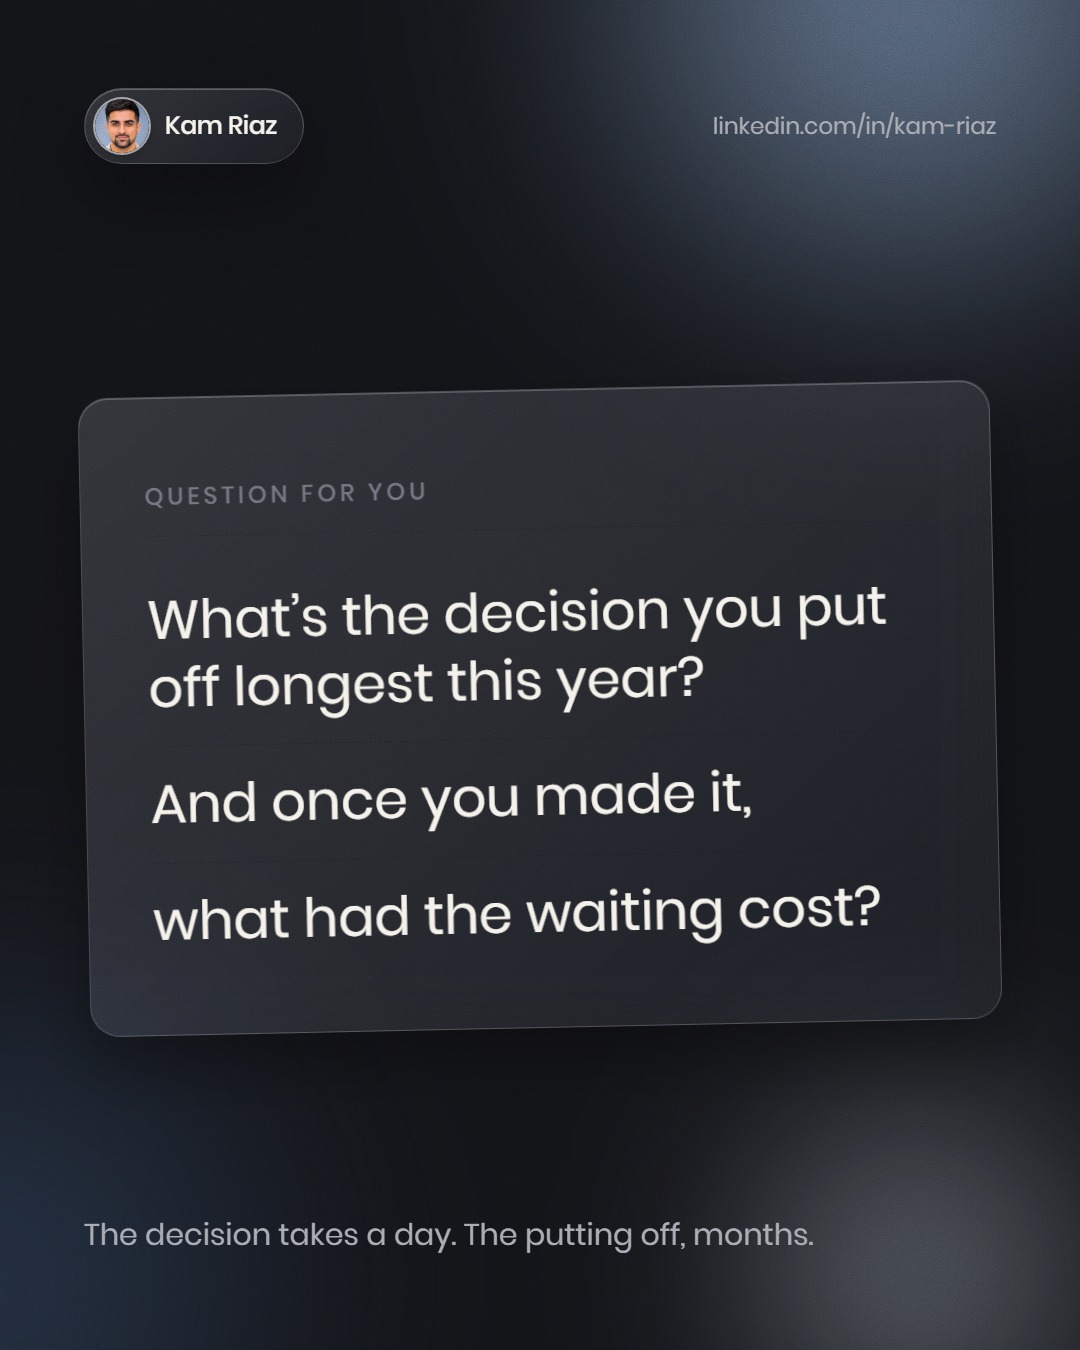 Kam Riaz
linkedin.com/in/kam-riaz
QUESTION FOR YOU
What’s the decision you put
off longest this year?
And once you made it,
what had the waiting cost?
The decision takes a day. The putting off, months.